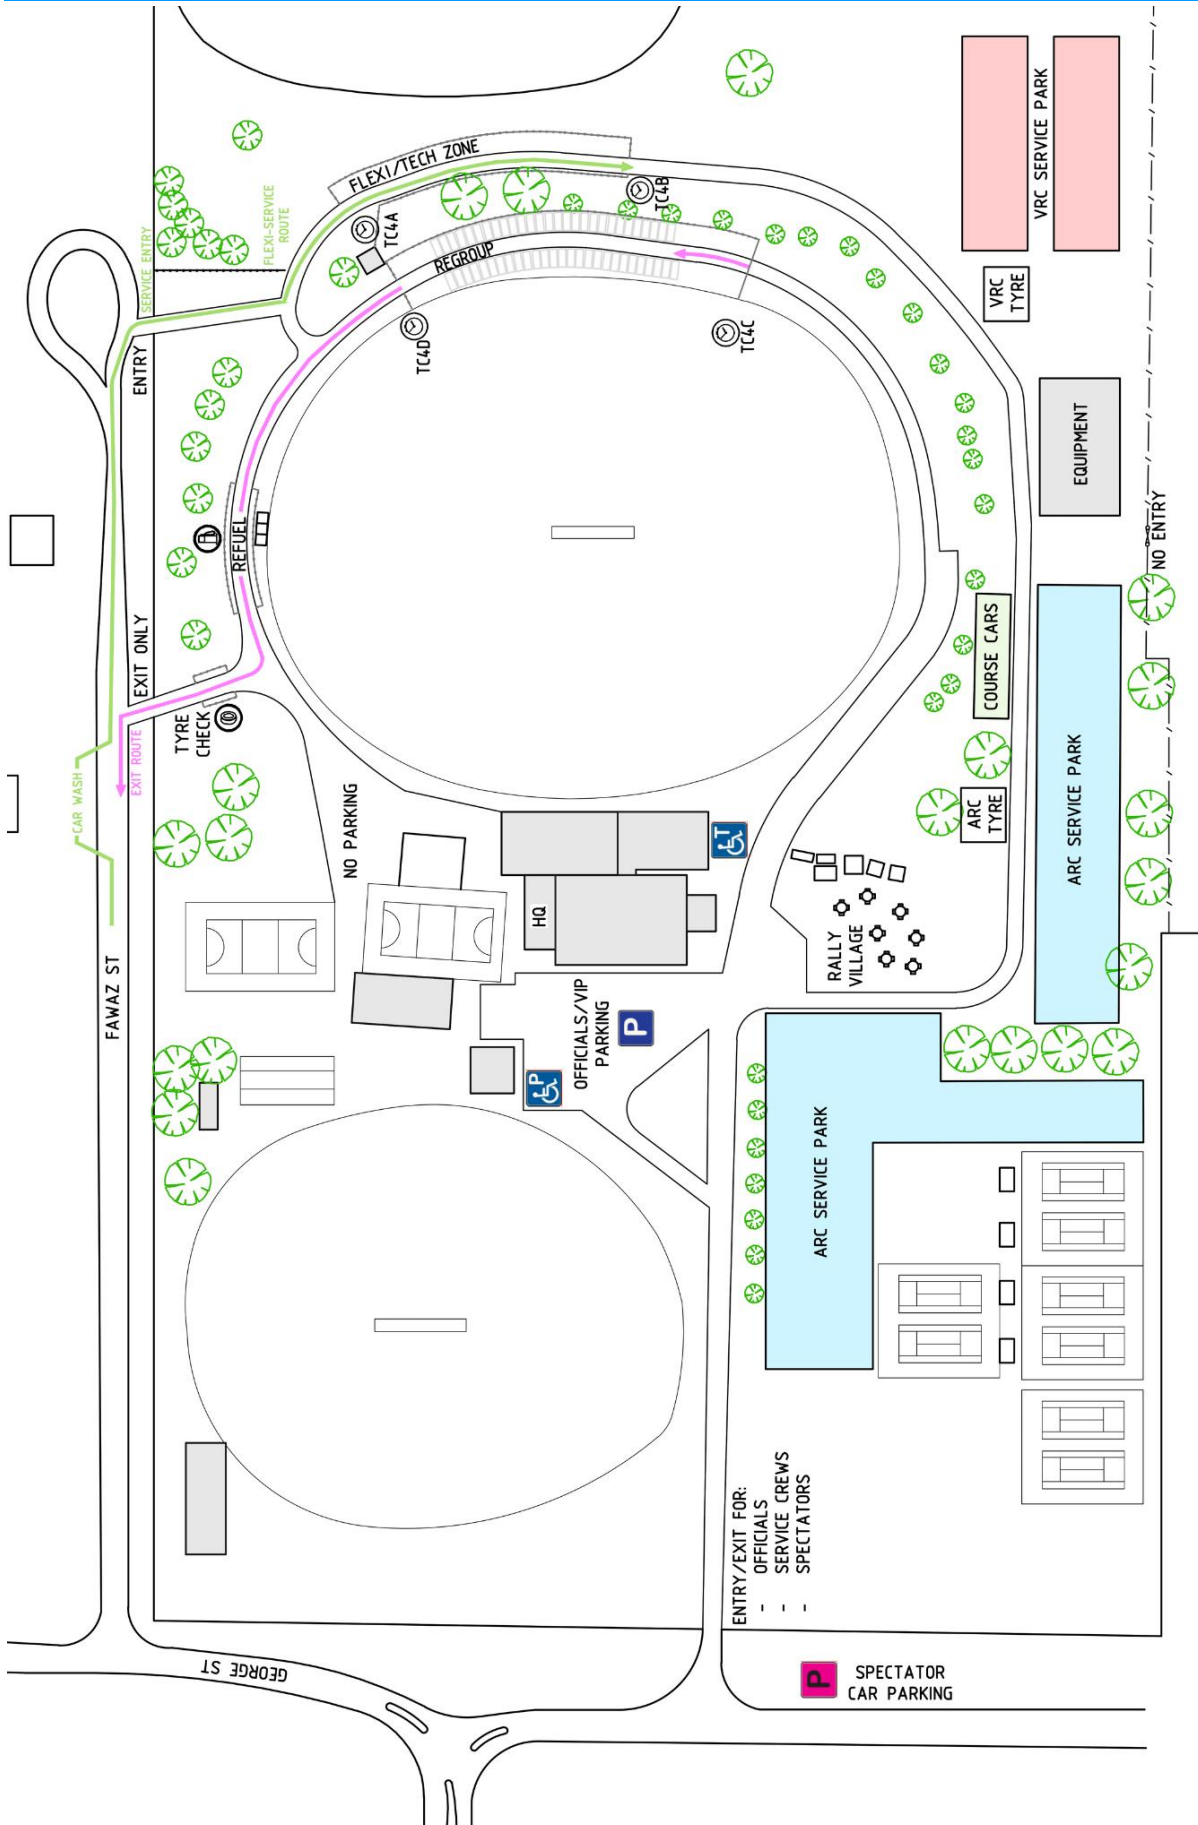 VRC SERVICE PARK
FLEXI/TECH ZONE
TC4B
FLEXI-SERVICE
ROUTE
TC4A
SERVICE ENTRY
REGROUP
VRC
TYRE
TC4D
TC4C
ENTRY
EQUIPMENT
NO ENTRY
REFUEL
EXIT ONLY
COURSE CARS
TYRE
CHECK
EXIT ROUTE
CAR WASH
NO PARKING
ARC
TYRE
ARC SERVICE PARK
T
HQ
RALLY
VILLAGE
FAWAZ ST
OFFICIALS/VIP
PARKING
P
P
ARC SERVICE PARK
ENTRY/EXIT FOR:
- OFFICIALS
- SERVICE CREWS
- SPECTATORS
GEORGE ST
P
SPECTATOR
CAR PARKING